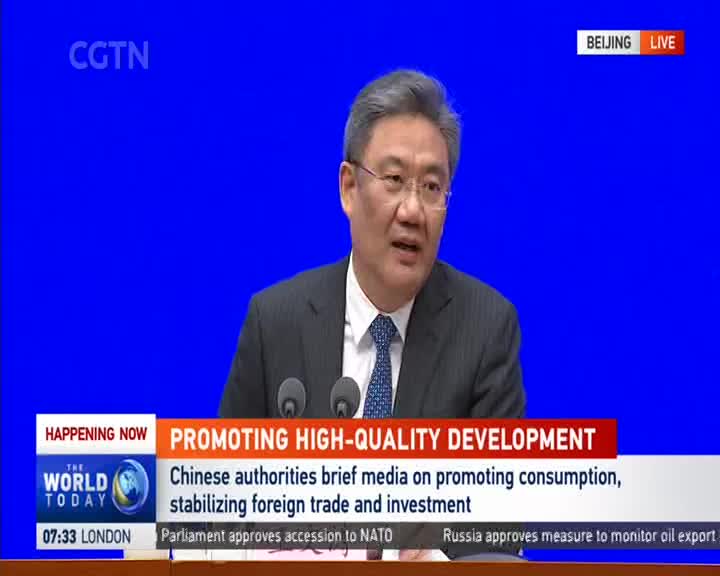 CGTN
BEIJING LIVE
HAPPENING NOW
PROMOTING HIGH-QUALITY DEVELOPMENT
THE WORLD TODAY
Chinese authorities brief media on promoting consumption,
stabilizing foreign trade and investment
07:33 LONDON
Parliament approves accession to NATO
Russia approves measure to monitor oil export